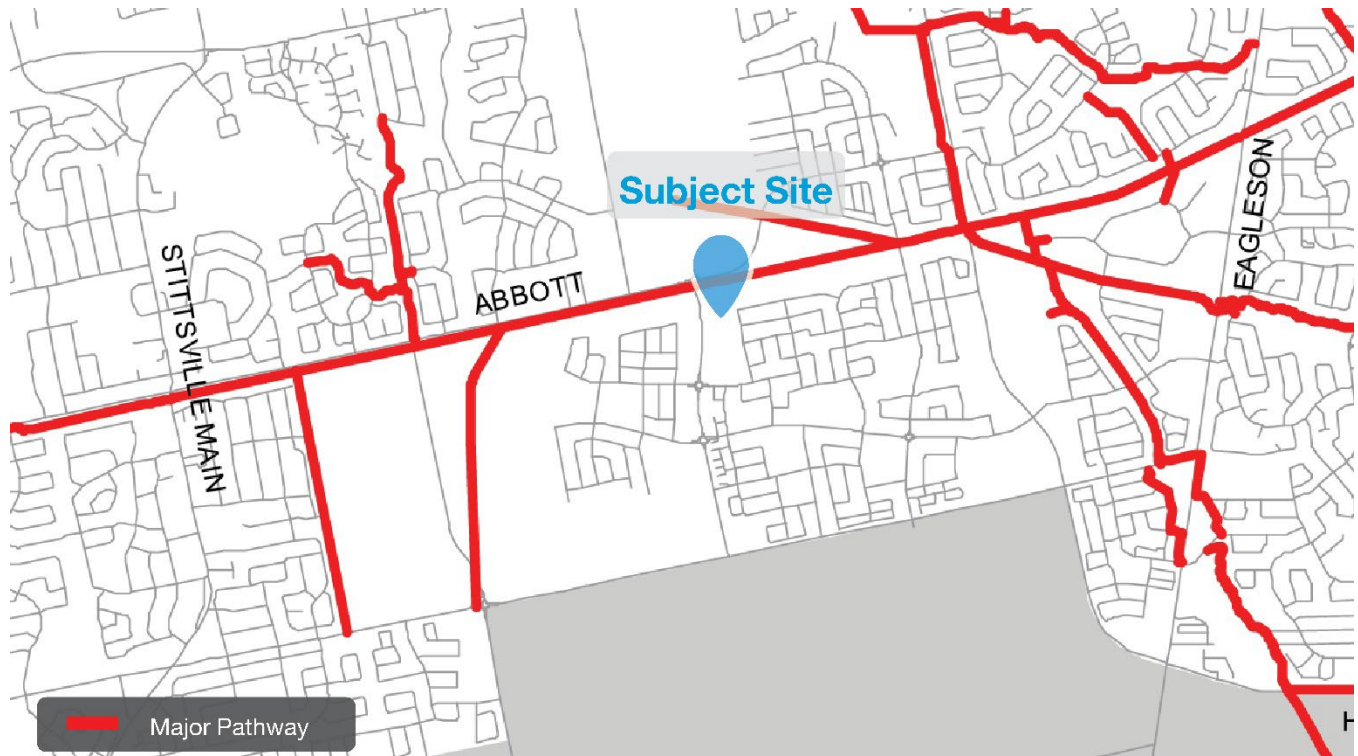 Subject Site
EAGLESON
ABBOTT
STITTSVILLE MAIN
Major Pathway
H